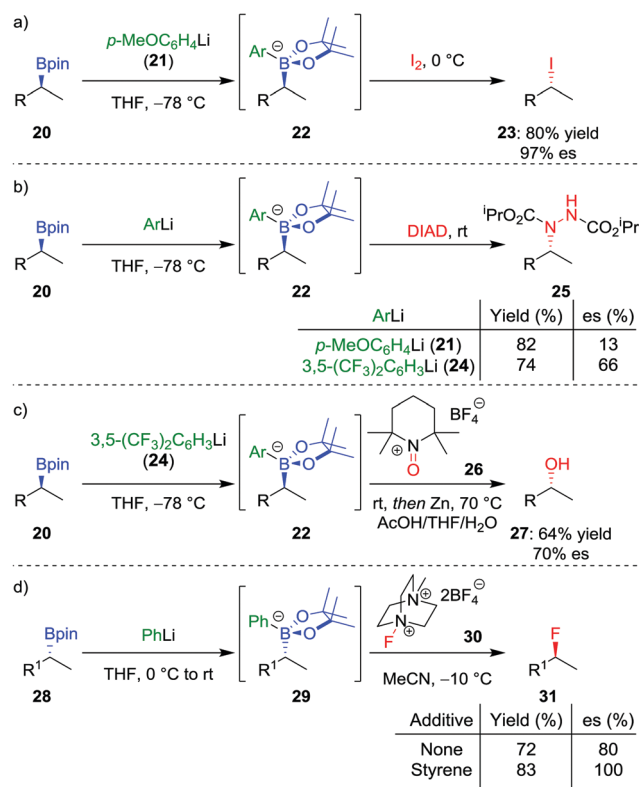 a)
Bpin
R
20
p-MeOC₆H₄Li
(21)
THF, −78 °C
Ar
⊖
B
O
O
R
22
I₂, 0 °C
I
R
23: 80% yield
97% es
b)
Bpin
R
20
ArLi
THF, −78 °C
Ar
⊖
B
O
O
R
22
DIAD, rt
ⁱPrO₂C
N
H
N
CO₂ⁱPr
R
25
ArLi Yield (%) es (%)
p-MeOC₆H₄Li (21) 82 13
3,5-(CF₃)₂C₆H₃Li (24) 74 66
c)
Bpin
R
20
3,5-(CF₃)₂C₆H₃Li
(24)
THF, −78 °C
Ar
⊖
B
O
O
R
22
BF₄⊖
N
⊕
O
26
rt, then Zn, 70 °C
AcOH/THF/H₂O
OH
R
27: 64% yield
70% es
d)
Bpin
R¹
28
PhLi
THF, 0 °C to rt
Ph
⊖
B
O
O
R¹
29
N⊕
N
⊕
F
2BF₄⊖
30
MeCN, −10 °C
F
R¹
31
Additive Yield (%) es (%)
None 72 80
Styrene 83 100